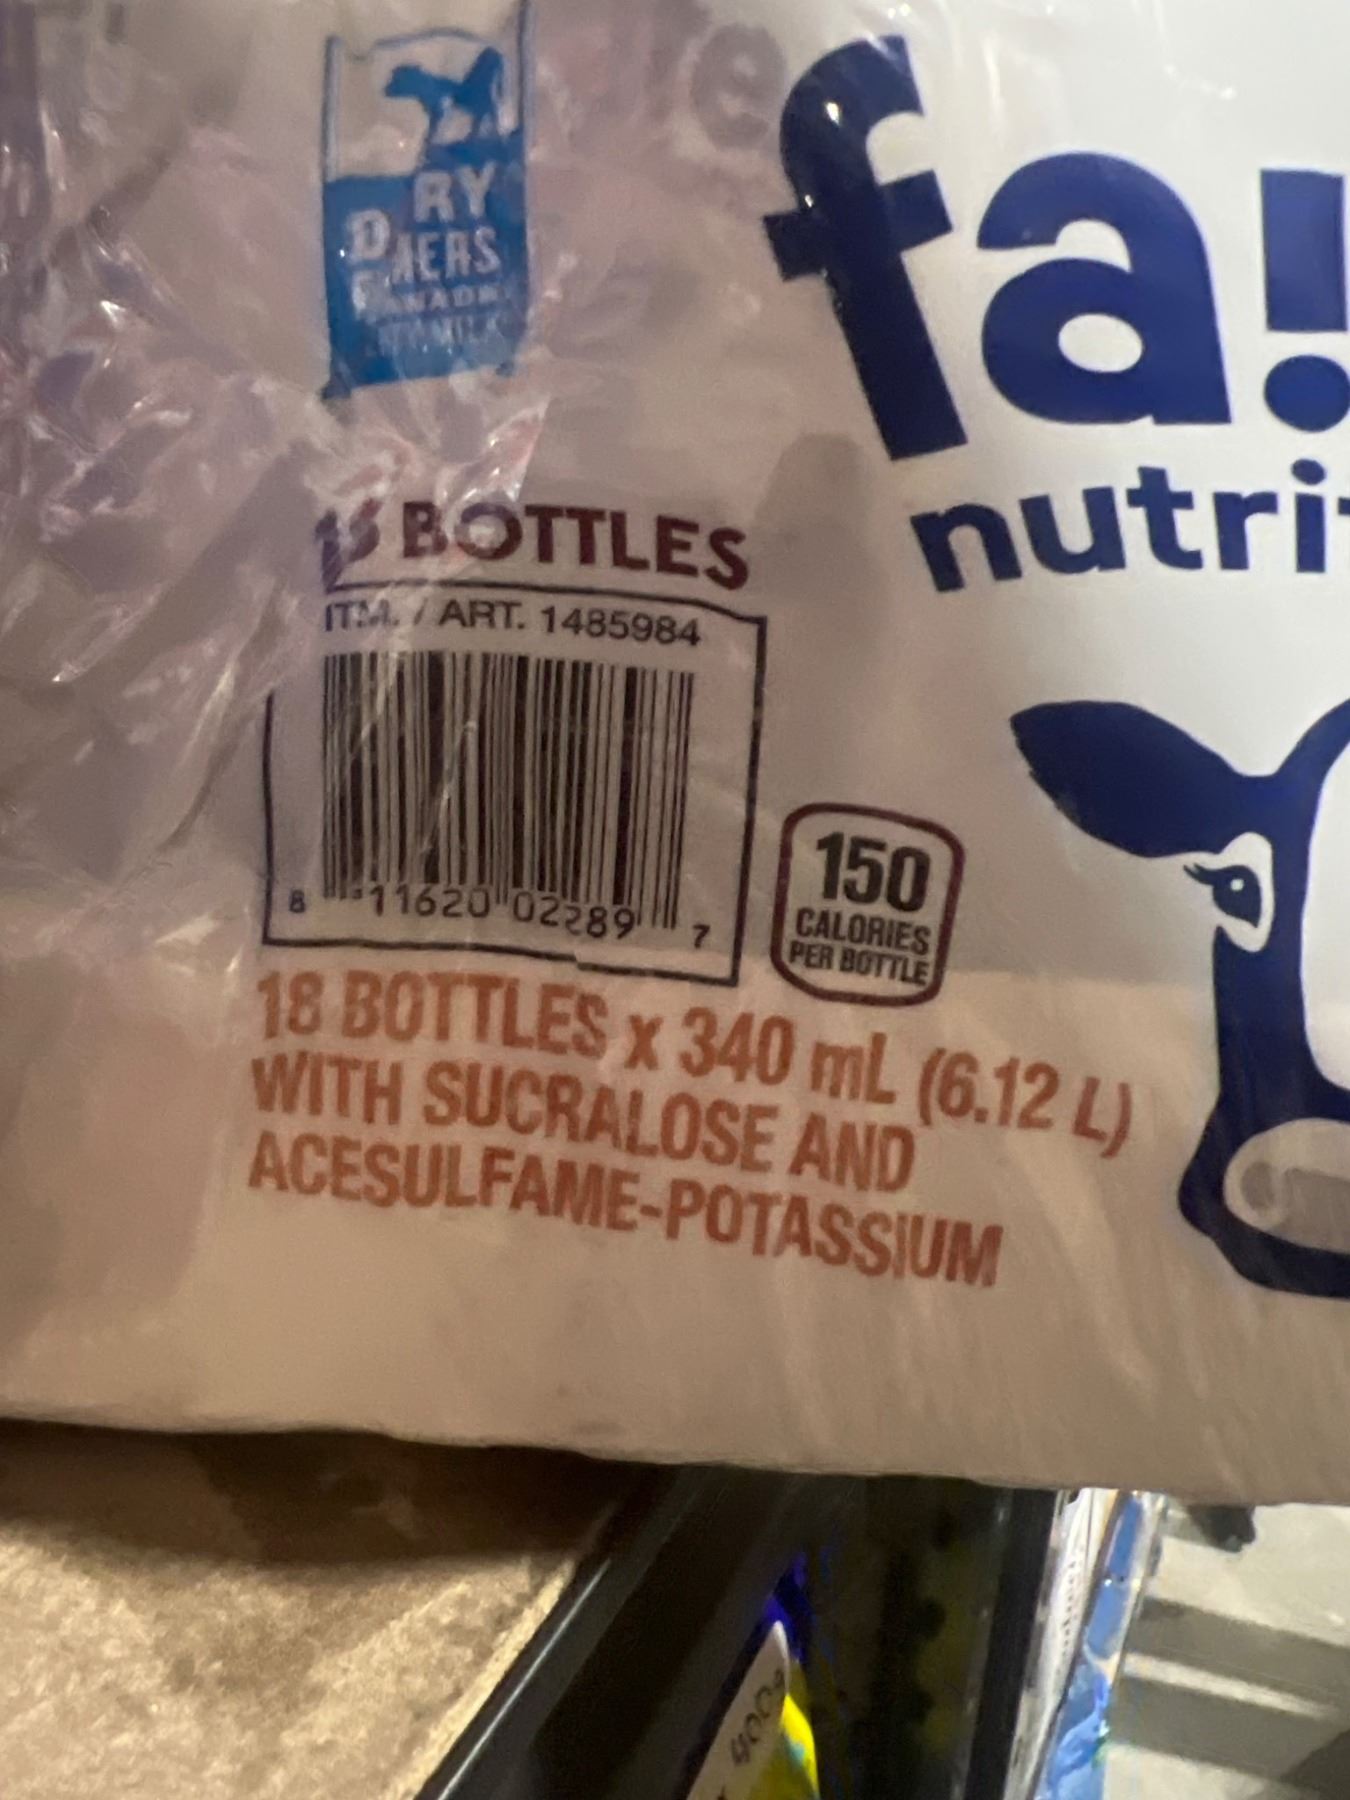 RY
BOTTLES
ITM. / ART. 1485984
8 11620 02289 7
fa!
nutri
150
CALORIES
PER BOTTLE
18 BOTTLES x 340 mL (6.12 L)
WITH SUCRALOSE AND
ACESULFAME-POTASSIUM